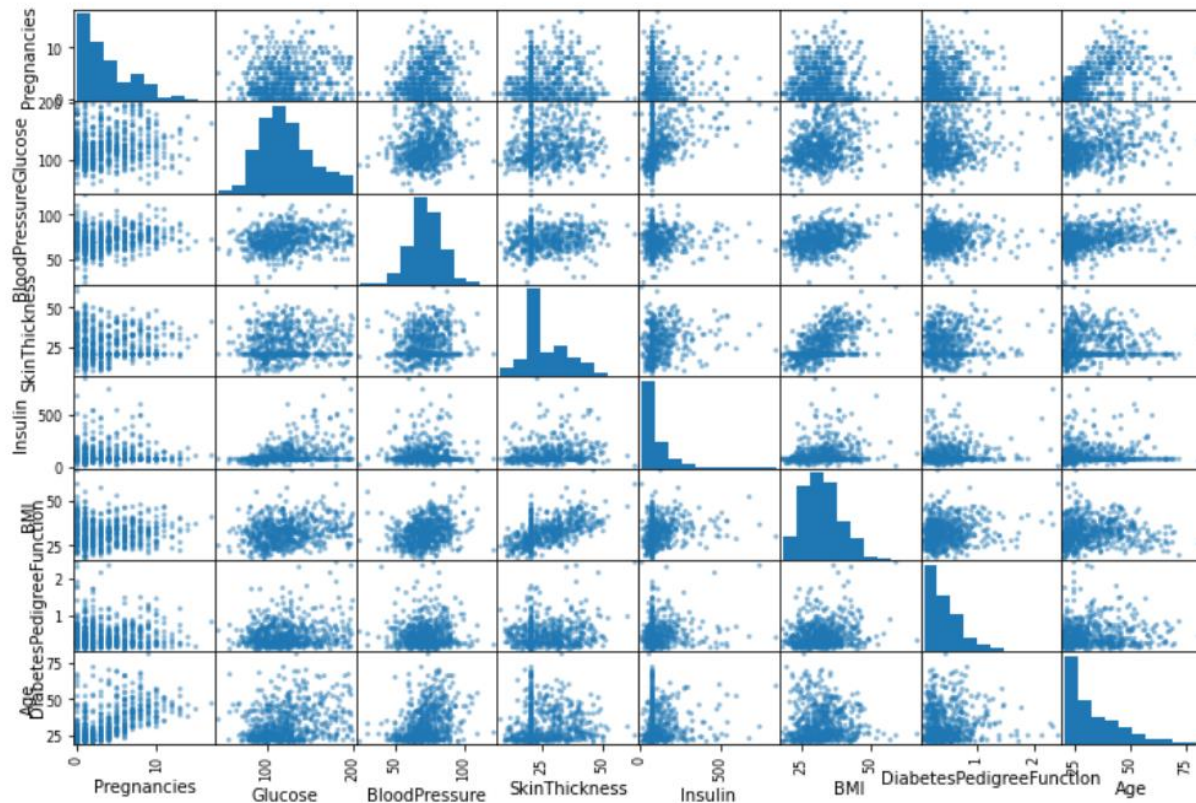 Pregnancies
10
0
Glucose
200
100
BloodPressure
100
50
SkinThickness
50
25
Insulin
500
0
BMI
50
25
DiabetesPedigreeFunction
2
1
Age
75
50
25
0 10 100 200 50 100 25 50 0 500 25 50 1 2 25 50 75
Pregnancies Glucose BloodPressure SkinThickness Insulin BMI DiabetesPedigreeFunction Age